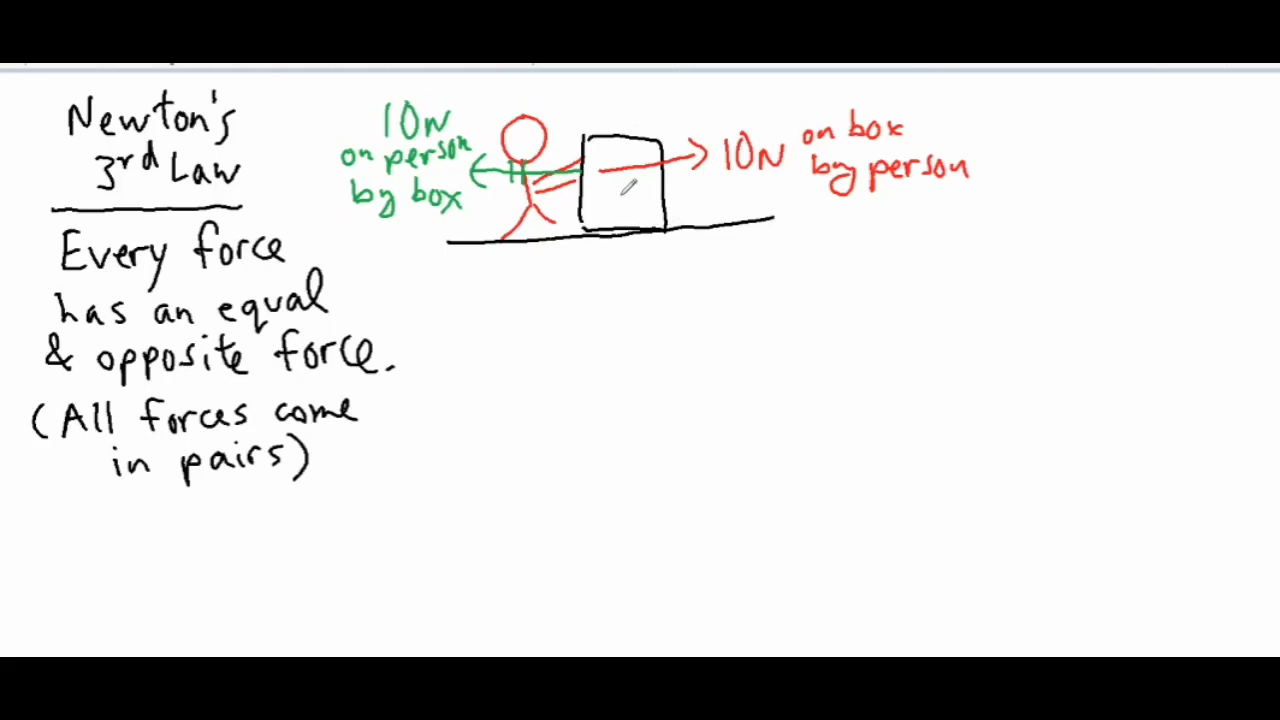 Newton's
3rd Law
Every force
has an equal
& opposite force.
(All forces come
in pairs)
10N
on person
by box
10N on box
by person